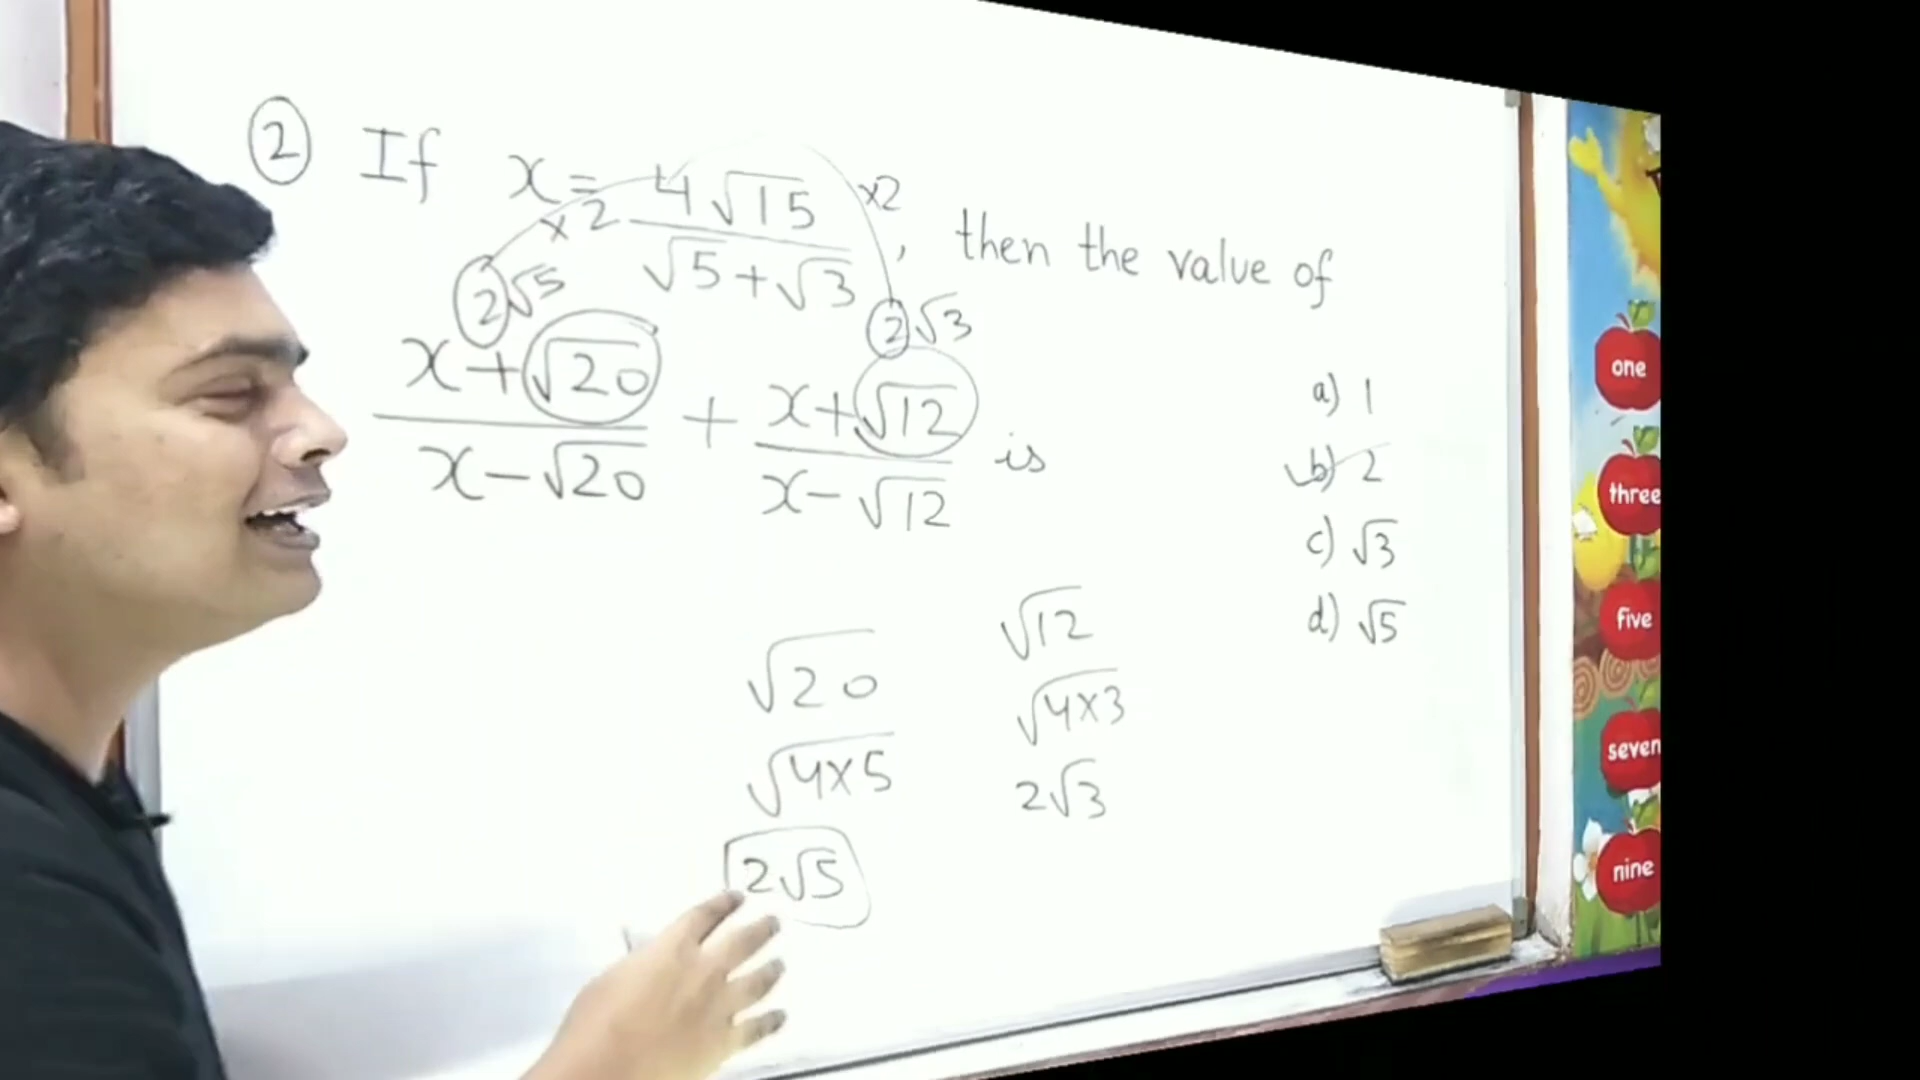 ② If x = 4√15 / √5+√3 , then the value of
×2 ×2
2√5 2√3
x+√20 / x-√20 + x+√12 / x-√12 is
a) 1
b) 2
c) √3
d) √5
√20
√4×5
2√5
√12
√4×3
2√3
one
three
five
seven
nine